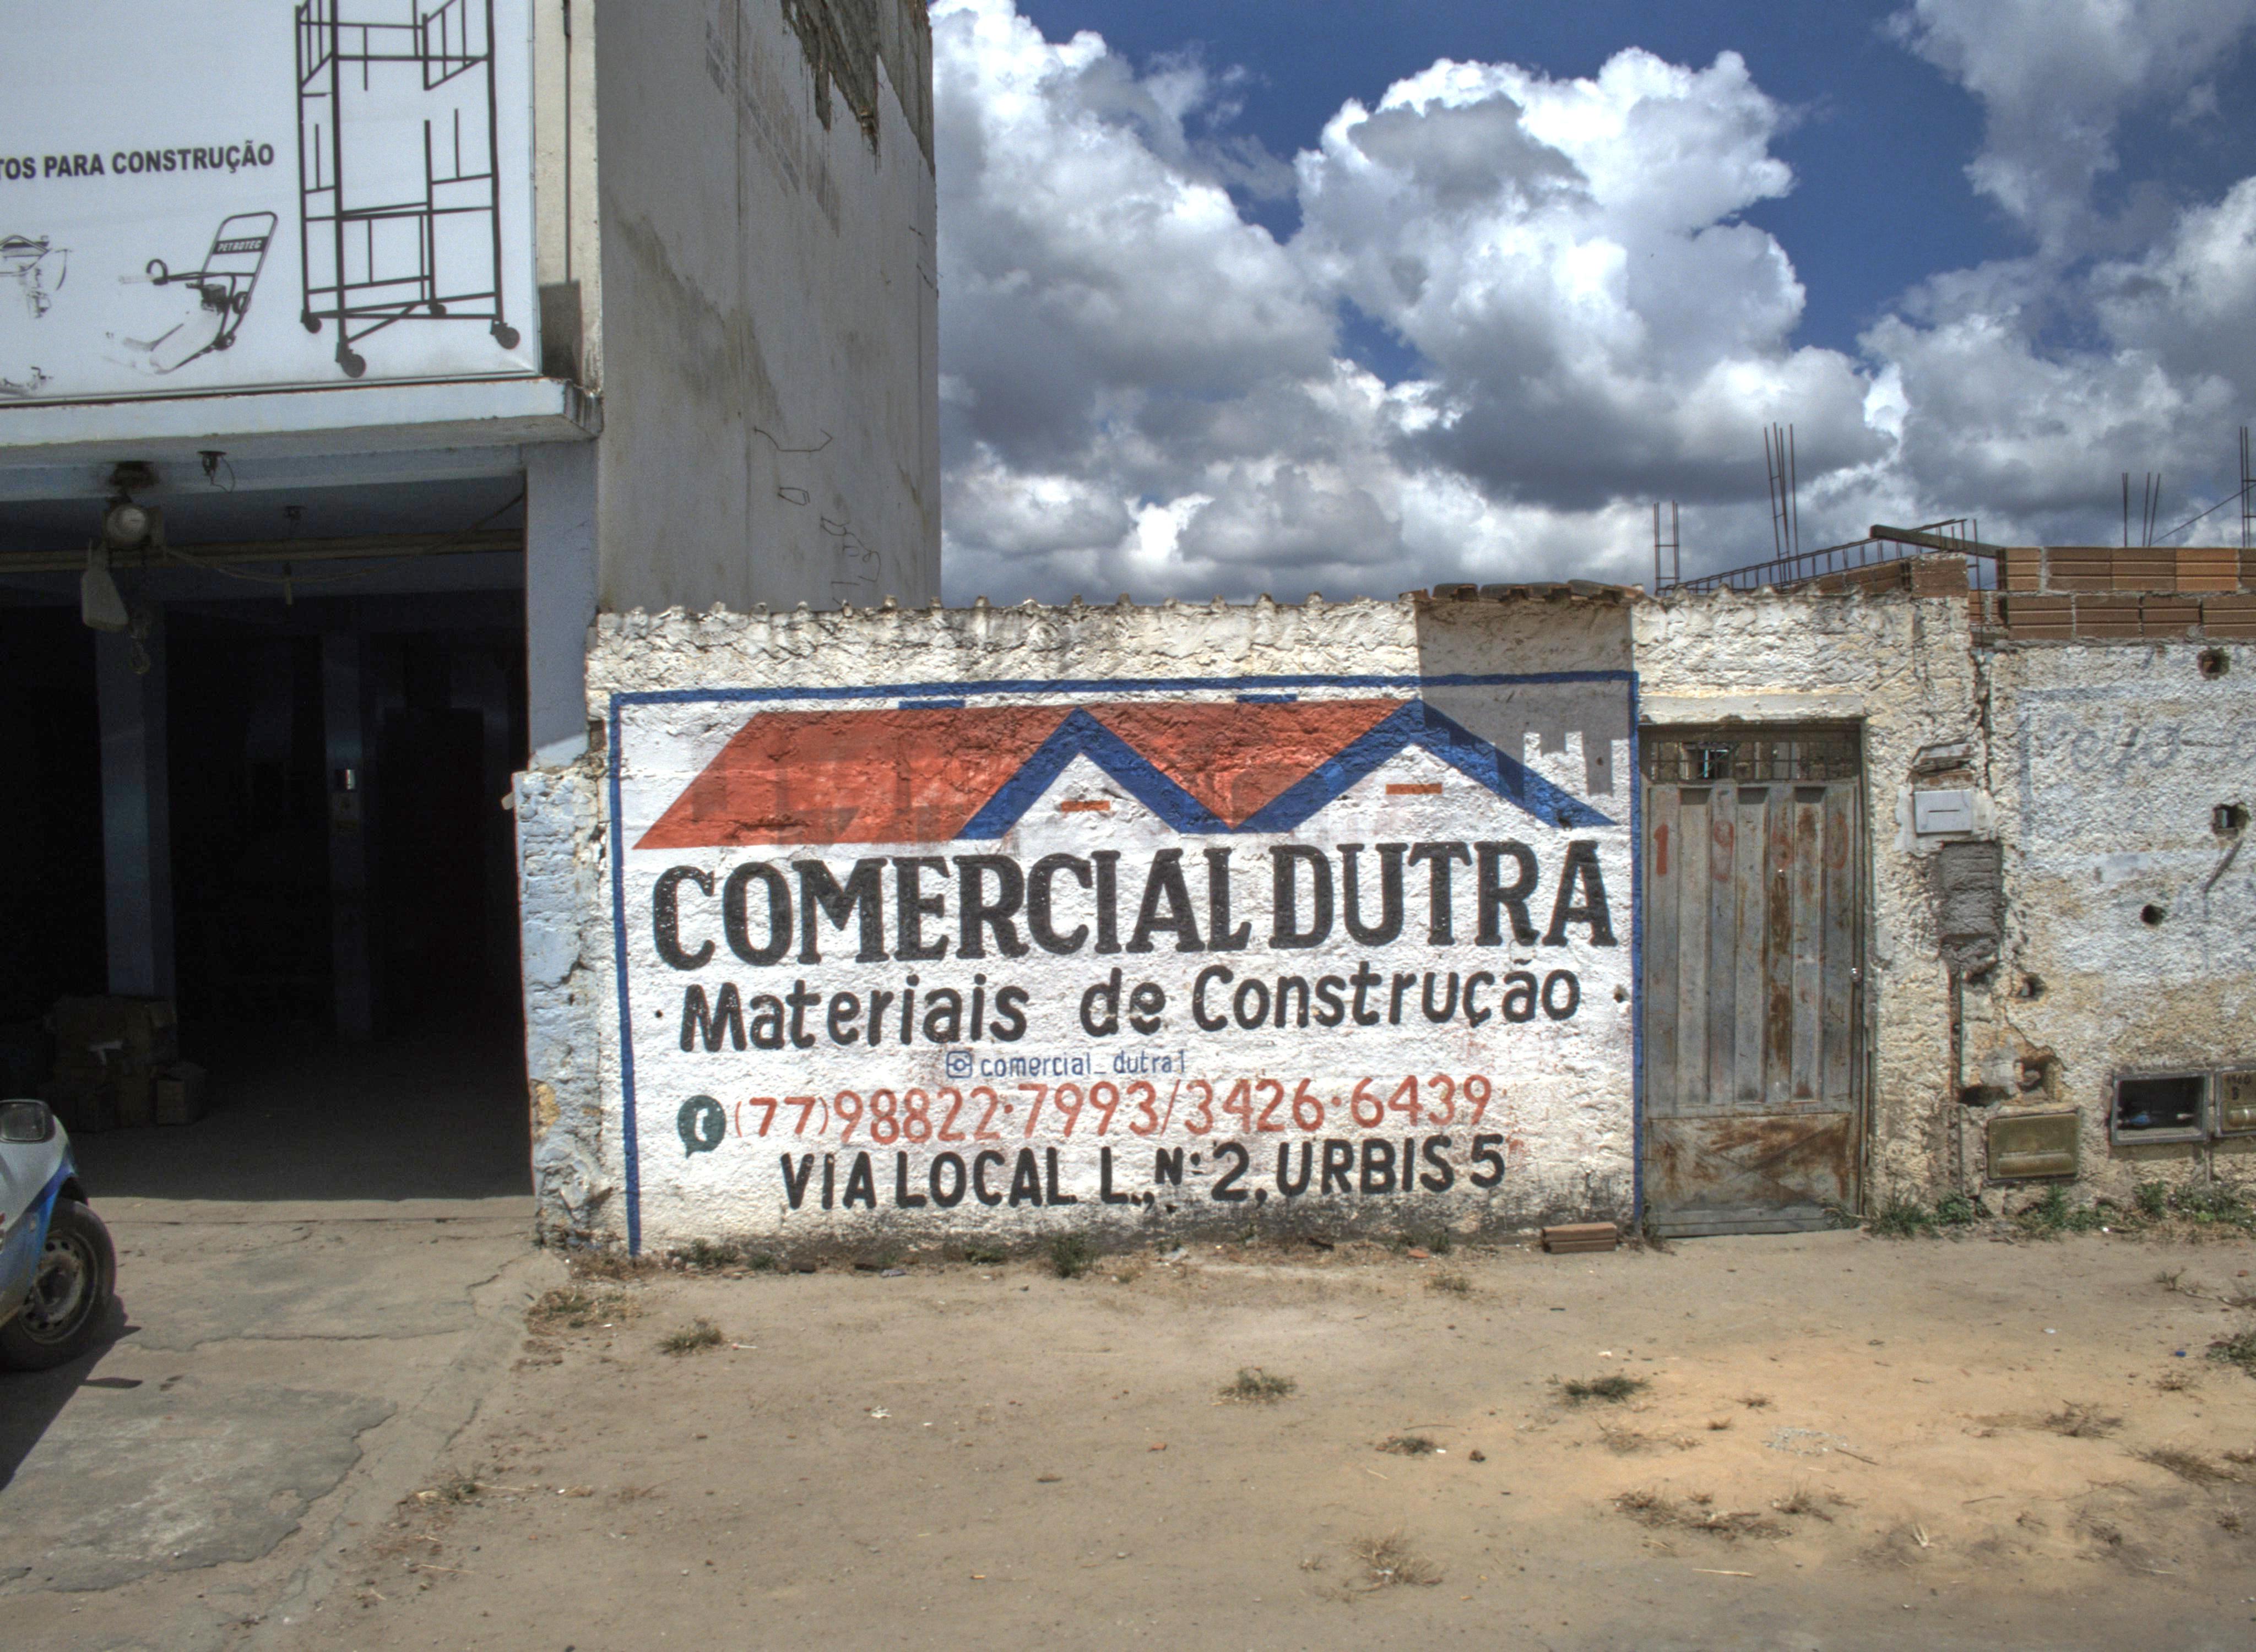 TOS PARA CONSTRUÇÃO
PETROTEC
COMERCIAL DUTRA
Materiais de Construção
comercial_dutra1
(77)98822-7993/3426-6439
VIA LOCAL L., Nº 2, URBIS 5